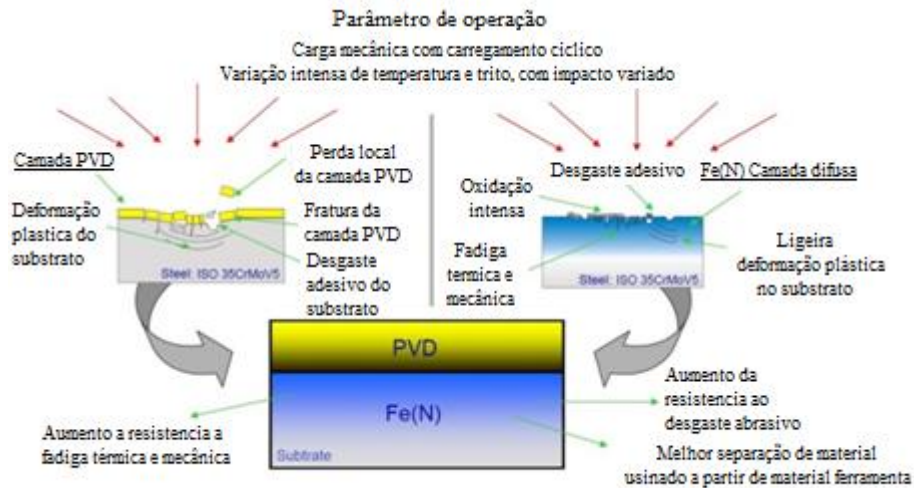 Parâmetro de operação
Carga mecânica com carregamento ciclico
Variação intensa de temperatura e trito, com impacto variado
Camada PVD
Perda local
da camada PVD
Deformação
plastica do
substrato
Fratura da
camada PVD
Desgaste
adesivo do
substrato
Steel: ISO 35CrMoV5
Desgaste adesivo
Fe(N) Camada difusa
Oxidação
intensa
Fadiga
termica e
mecânica
Ligeira
deformação plástica
no substrato
Steel: ISO 35CrMoV5
PVD
Fe(N)
Subtrate
Aumento a resistencia a
fadiga térmica e mecânica
Aumento da
resistencia ao
desgaste abrasivo
Melhor separação de material
usinado a partir de material ferramenta